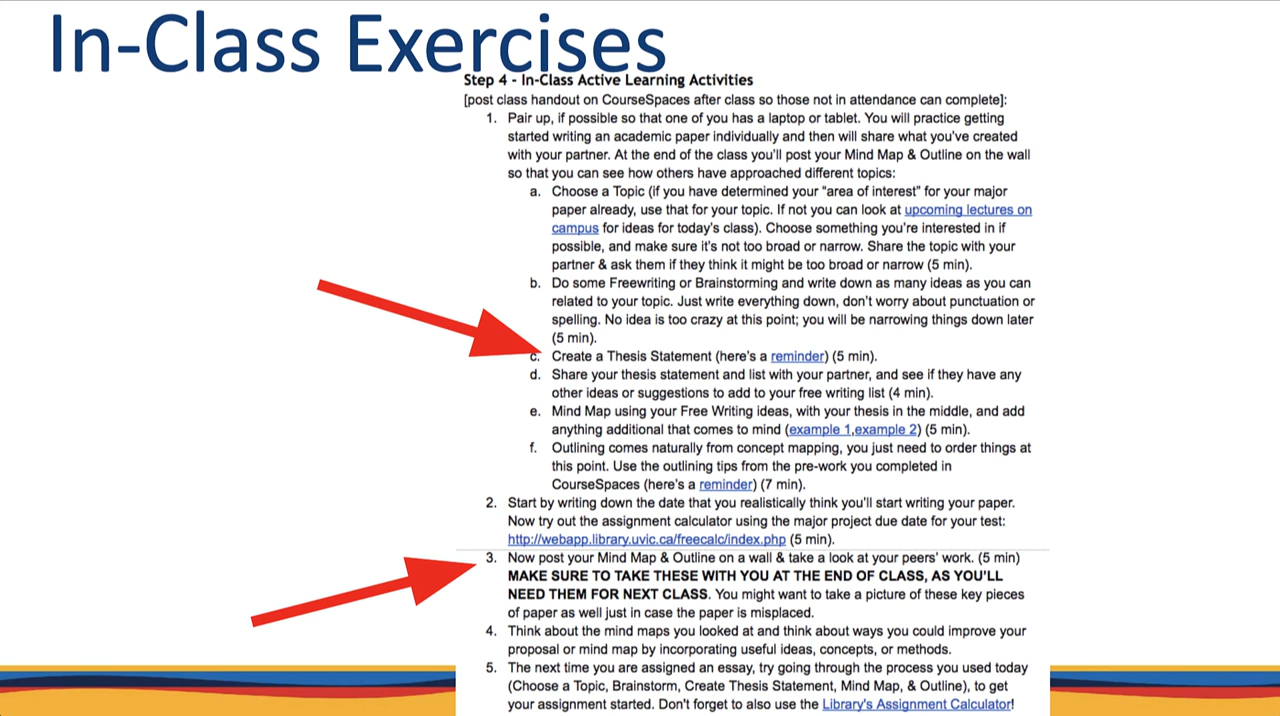 In-Class Exercises
Step 4 - In-Class Active Learning Activities
[post class handout on CourseSpaces after class so those not in attendance can complete]:
1. Pair up, if possible so that one of you has a laptop or tablet. You will practice getting
started writing an academic paper individually and then will share what you've created
with your partner. At the end of the class you'll post your Mind Map & Outline on the wall
so that you can see how others have approached different topics:
a. Choose a Topic (if you have determined your “area of interest” for your major
paper already, use that for your topic. If not you can look at upcoming lectures on
campus for ideas for today's class). Choose something you're interested in if
possible, and make sure it's not too broad or narrow. Share the topic with your
partner & ask them if they think it might be too broad or narrow (5 min).
b. Do some Freewriting or Brainstorming and write down as many ideas as you can
related to your topic. Just write everything down, don't worry about punctuation or
spelling. No idea is too crazy at this point; you will be narrowing things down later
(5 min).
c. Create a Thesis Statement (here's a reminder) (5 min).
d. Share your thesis statement and list with your partner, and see if they have any
other ideas or suggestions to add to your free writing list (4 min).
e. Mind Map using your Free Writing ideas, with your thesis in the middle, and add
anything additional that comes to mind (example 1,example 2) (5 min).
f. Outlining comes naturally from concept mapping, you just need to order things at
this point. Use the outlining tips from the pre-work you completed in
CourseSpaces (here's a reminder) (7 min).
2. Start by writing down the date that you realistically think you'll start writing your paper.
Now try out the assignment calculator using the major project due date for your test:
http://webapp.library.uvic.ca/freecalc/index.php (5 min).
3. Now post your Mind Map & Outline on a wall & take a look at your peers' work. (5 min)
MAKE SURE TO TAKE THESE WITH YOU AT THE END OF CLASS, AS YOU'LL
NEED THEM FOR NEXT CLASS. You might want to take a picture of these key pieces
of paper as well just in case the paper is misplaced.
4. Think about the mind maps you looked at and think about ways you could improve your
proposal or mind map by incorporating useful ideas, concepts, or methods.
5. The next time you are assigned an essay, try going through the process you used today
(Choose a Topic, Brainstorm, Create Thesis Statement, Mind Map, & Outline), to get
your assignment started. Don't forget to also use the Library's Assignment Calculator!